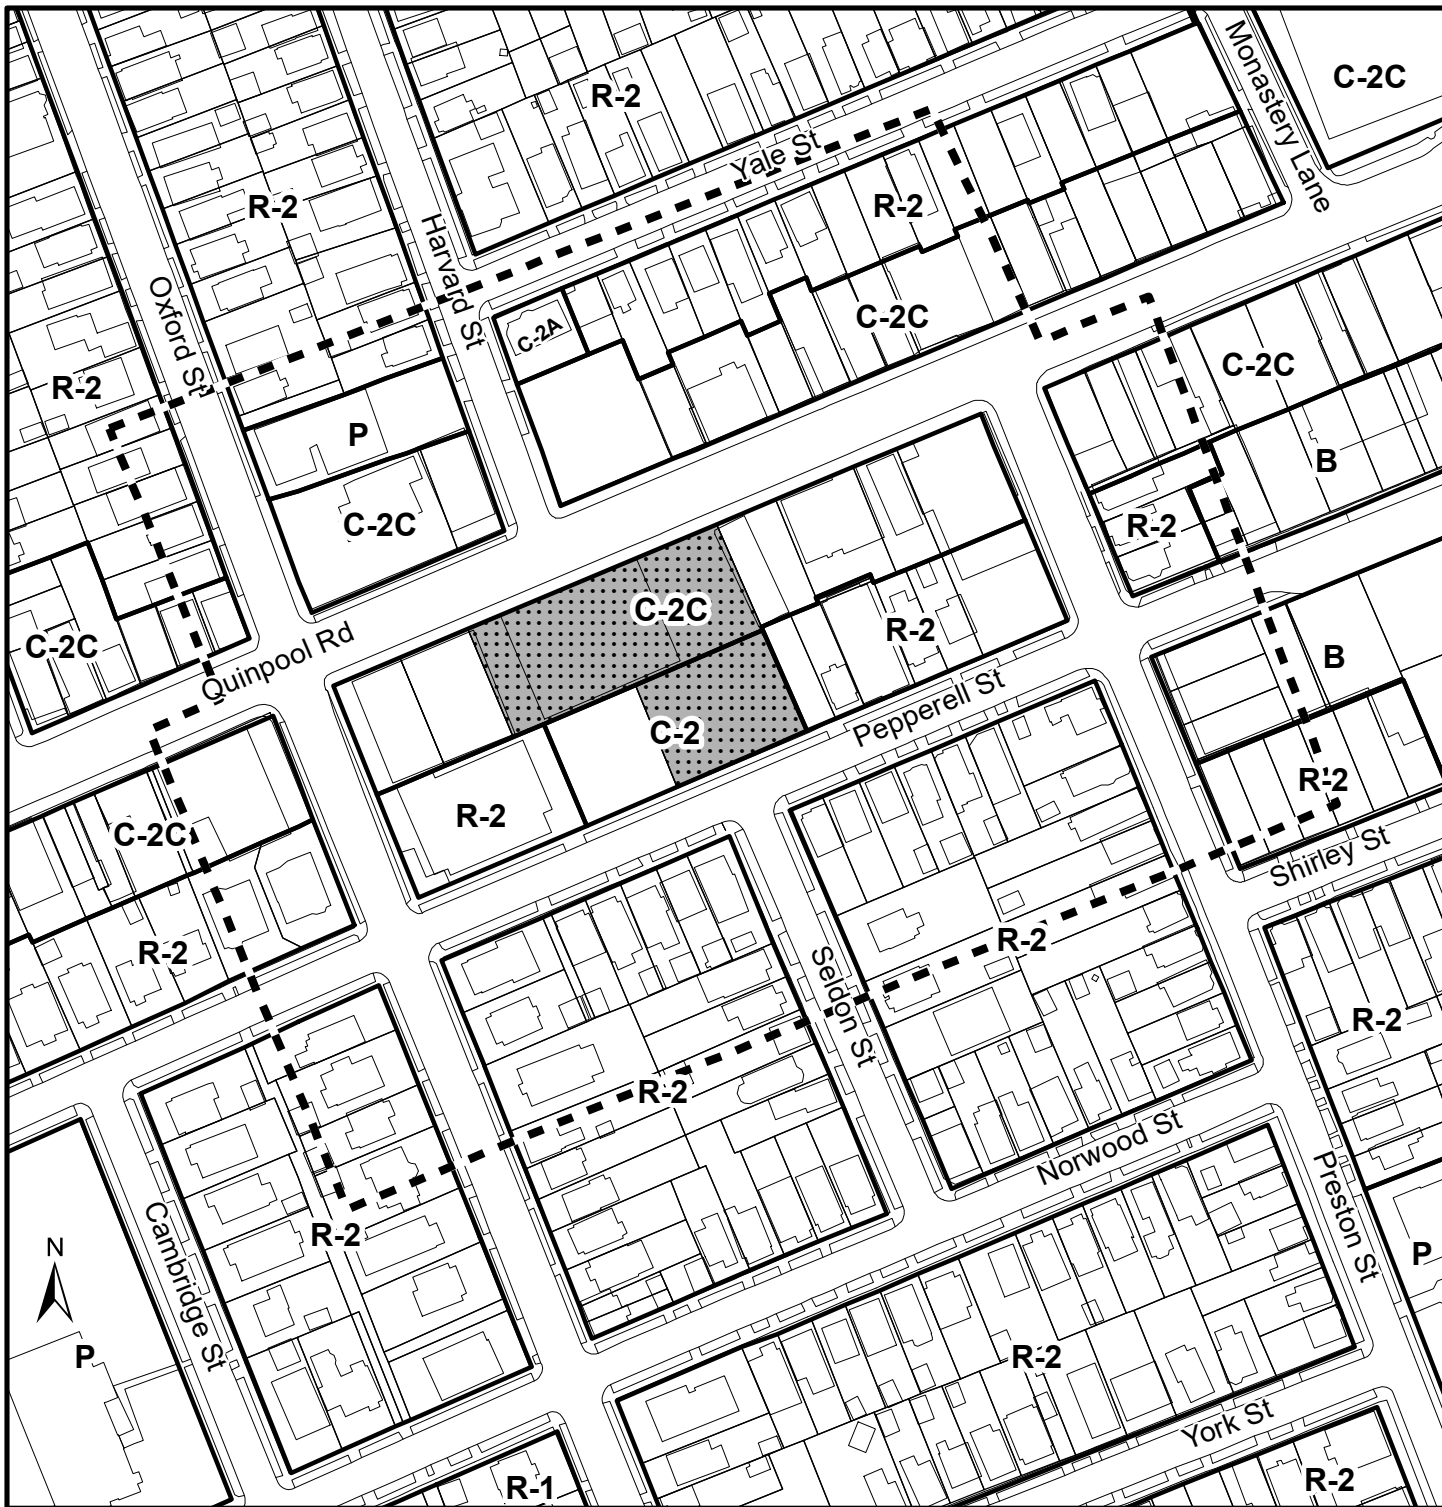 C-2C
Monastery Lane
R-2
Yale St
R-2
R-2
Harvard St
Oxford St
C-2C
C-2A
C-2C
R-2
P
B
C-2C
R-2
C-2C
R-2
C-2C
Quinpool Rd
B
Pepperell St
C-2
R-2
R-2
C-2C
Shirley St
R-2
R-2
Seldon St
R-2
R-2
Norwood St
Preston St
R-2
Cambridge St
N
P
P
R-2
York St
R-2
R-1